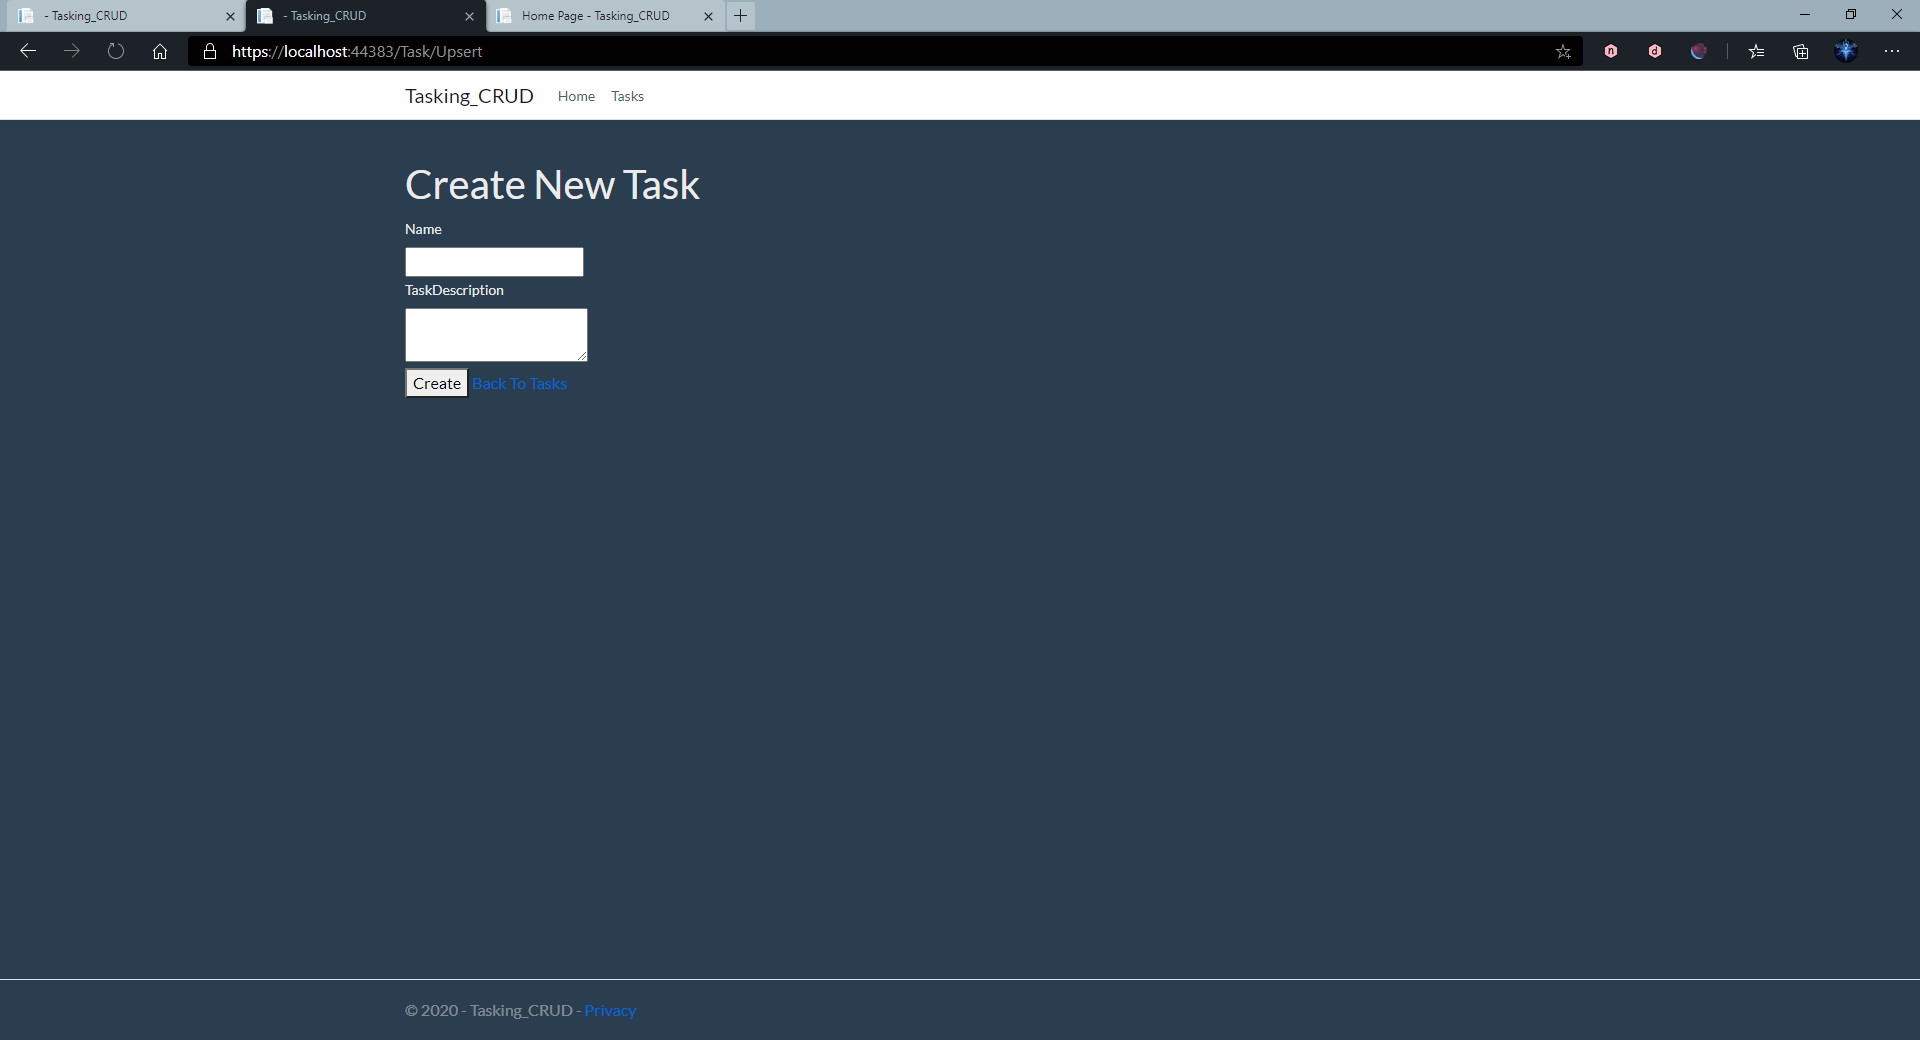 - Tasking_CRUD
- Tasking_CRUD
Home Page - Tasking_CRUD
https://localhost:44383/Task/Upsert
n
d
Tasking_CRUD Home Tasks
Create New Task
Name
TaskDescription
Create Back To Tasks
© 2020 - Tasking_CRUD - Privacy